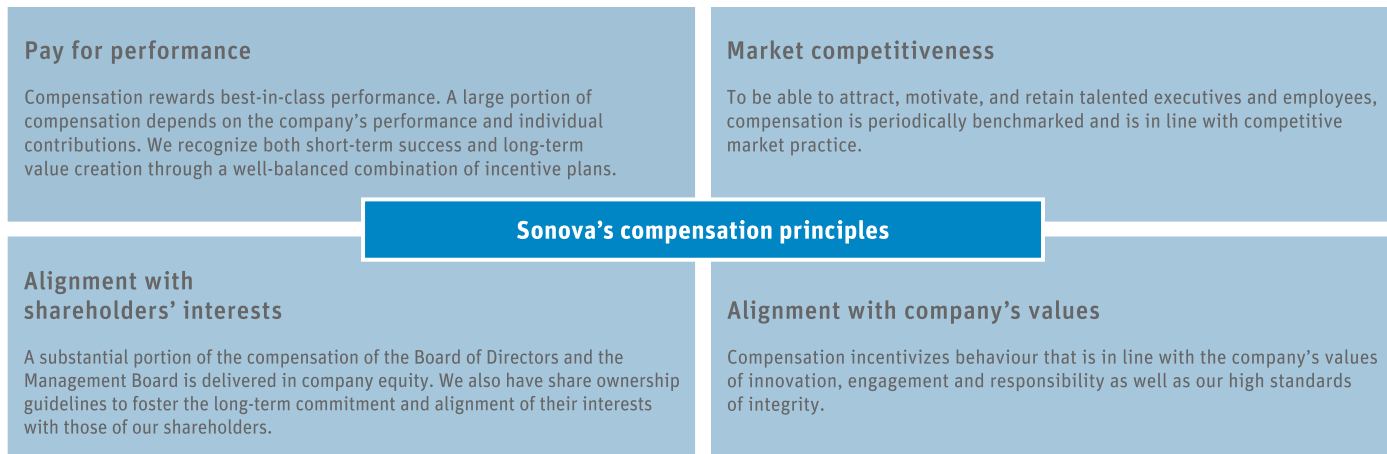 Pay for performance
Compensation rewards best-in-class performance. A large portion of
compensation depends on the company’s performance and individual
contributions. We recognize both short-term success and long-term
value creation through a well-balanced combination of incentive plans.
Market competitiveness
To be able to attract, motivate, and retain talented executives and employees,
compensation is periodically benchmarked and is in line with competitive
market practice.
Sonova’s compensation principles
Alignment with
shareholders’ interests
A substantial portion of the compensation of the Board of Directors and the
Management Board is delivered in company equity. We also have share ownership
guidelines to foster the long-term commitment and alignment of their interests
with those of our shareholders.
Alignment with company’s values
Compensation incentivizes behaviour that is in line with the company’s values
of innovation, engagement and responsibility as well as our high standards
of integrity.